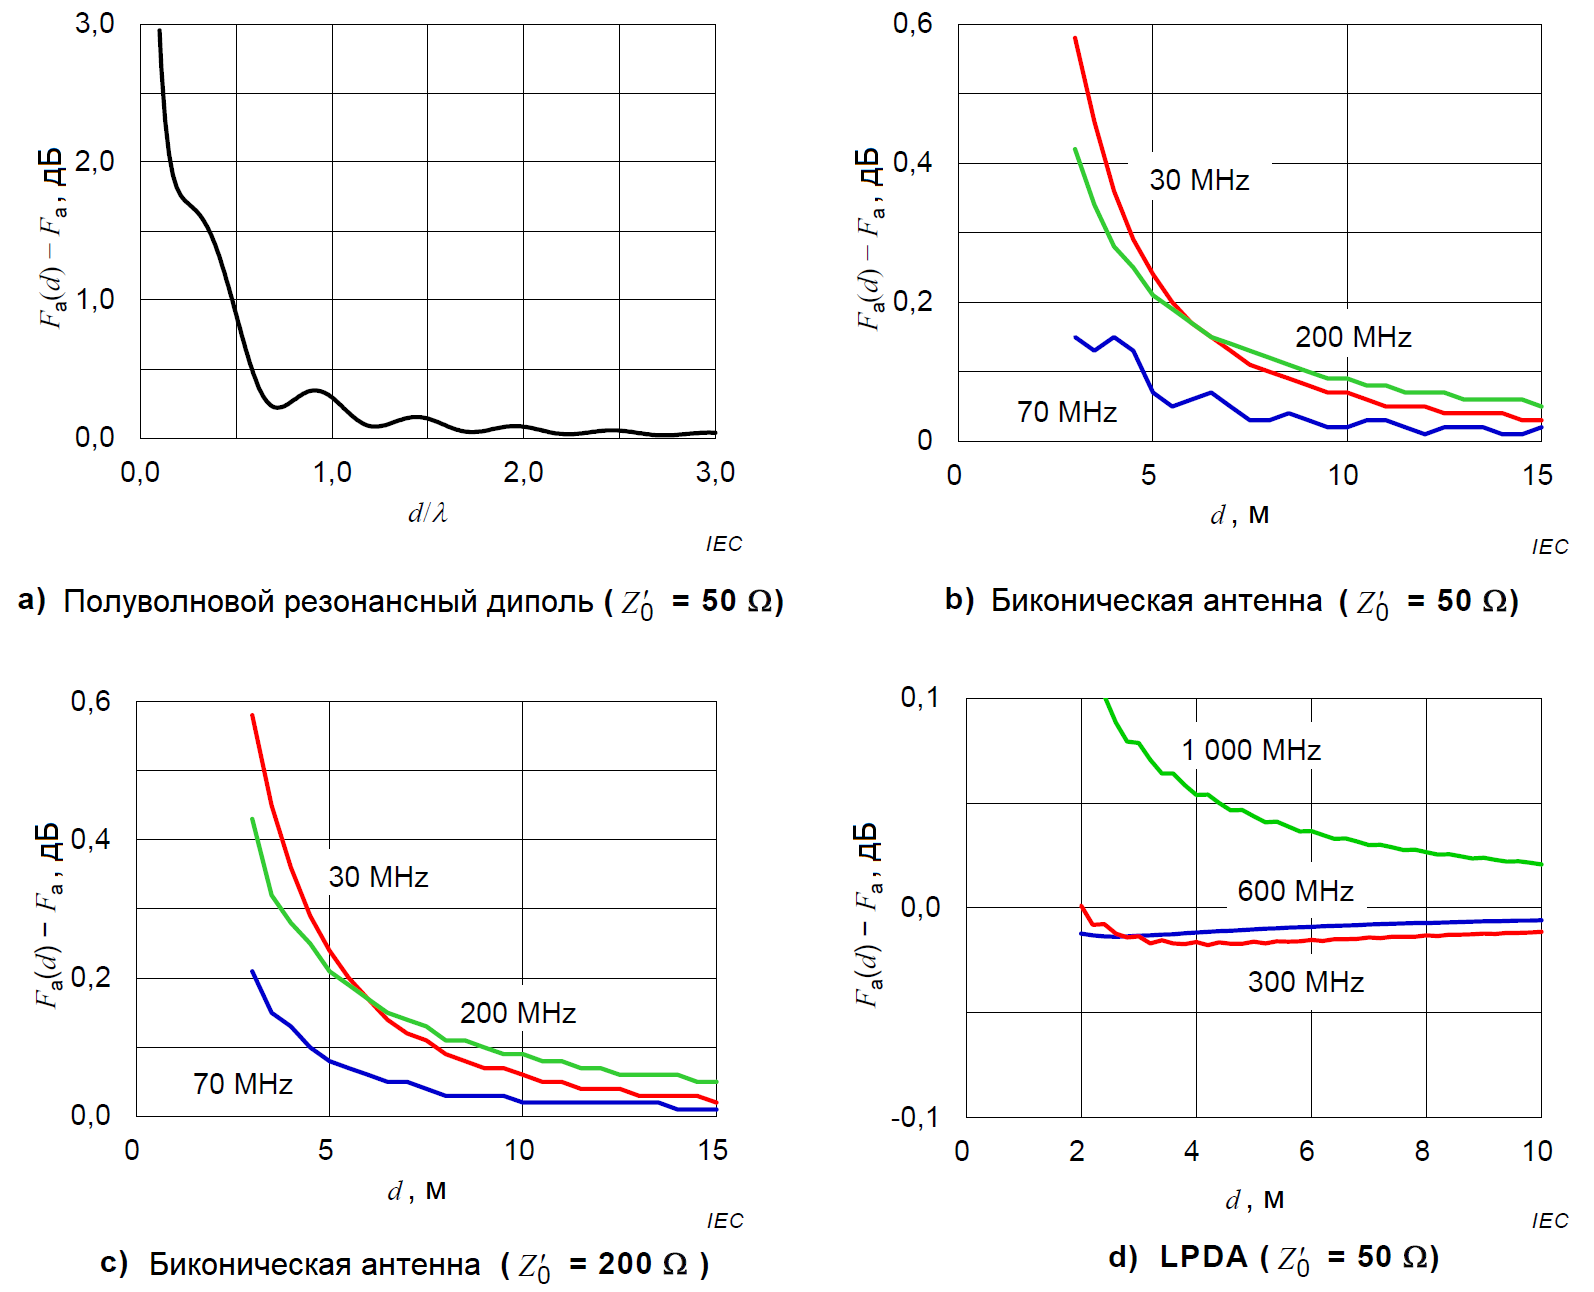 3,0
2,0
1,0
0,0
Fₐ(d) − Fₐ, дБ
0,0 1,0 2,0 3,0
d/λ
IEC
a) Полуволновой резонансный диполь ( Z′₀ = 50 Ω)
0,6
0,4
0,2
0
Fₐ(d) − Fₐ, дБ
30 MHz
200 MHz
70 MHz
0 5 10 15
d , м
IEC
b) Биконическая антенна ( Z′₀ = 50 Ω)
0,6
0,4
0,2
0,0
Fₐ(d) − Fₐ, дБ
30 MHz
200 MHz
70 MHz
0 5 10 15
d , м
IEC
c) Биконическая антенна ( Z′₀ = 200 Ω )
0,1
0,0
-0,1
Fₐ(d) − Fₐ, дБ
1 000 MHz
600 MHz
300 MHz
0 2 4 6 8 10
d , м
IEC
d) LPDA ( Z′₀ = 50 Ω)